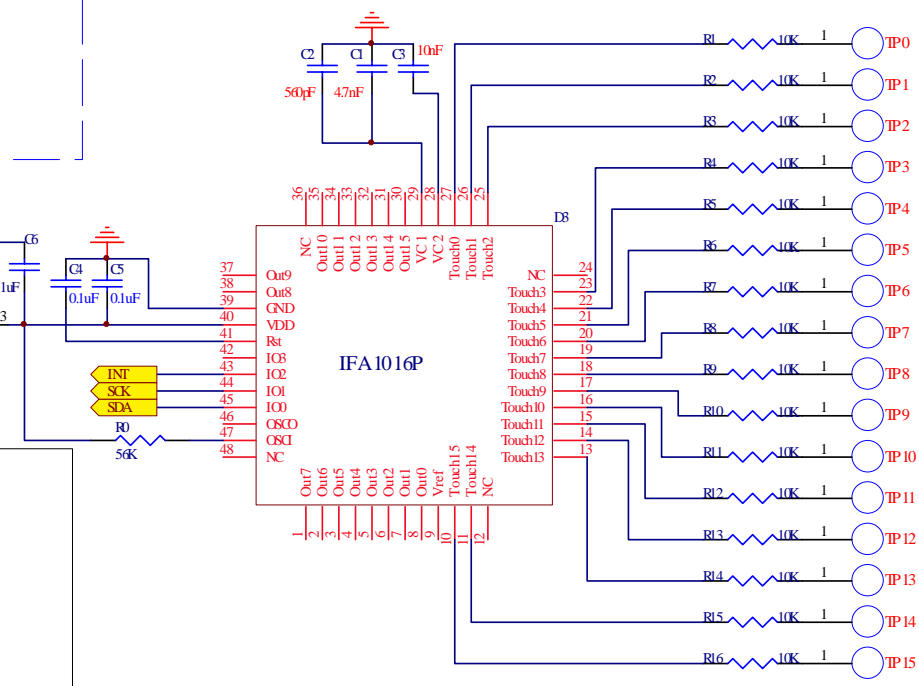 C2
C1
C3
10nF
560pF
4.7nF
R1 10K 1 TP0
R2 10K 1 TP1
R3 10K 1 TP2
R4 10K 1 TP3
R5 10K 1 TP4
R6 10K 1 TP5
R7 10K 1 TP6
R8 10K 1 TP7
R9 10K 1 TP8
R10 10K 1 TP9
R11 10K 1 TP10
R12 10K 1 TP11
R13 10K 1 TP12
R14 10K 1 TP13
R15 10K 1 TP14
R16 10K 1 TP15
36 35 34 33 32 31 30 29 28 27 26 25
NC Out10 Out11 Out12 Out13 Out14 Out15 VC1 VC2 Touch0 Touch1 Touch2
D3
C6
1uF
3
C4
0.1uF
C5
0.1uF
37 Out9
38 Out8
39 GND
40 VDD
41 Rst
42 IO3
43 IO2
44 IO1
45 IO0
46 OSCO
47 OSCI
48 NC
INT
SCK
SDA
R0
56K
IFA1016P
NC 24
Touch3 23
Touch4 22
Touch5 21
Touch6 20
Touch7 19
Touch8 18
Touch9 17
Touch10 16
Touch11 15
Touch12 14
Touch13 13
Out7 Out6 Out5 Out4 Out3 Out2 Out1 Out0 Vref Touch15 Touch14 NC
1 2 3 4 5 6 7 8 9 10 11 12